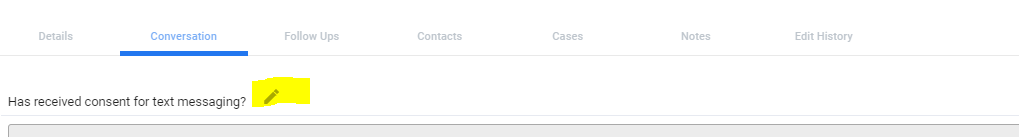 Details Conversation Follow Ups Contacts Cases Notes Edit History
Has received consent for text messaging?